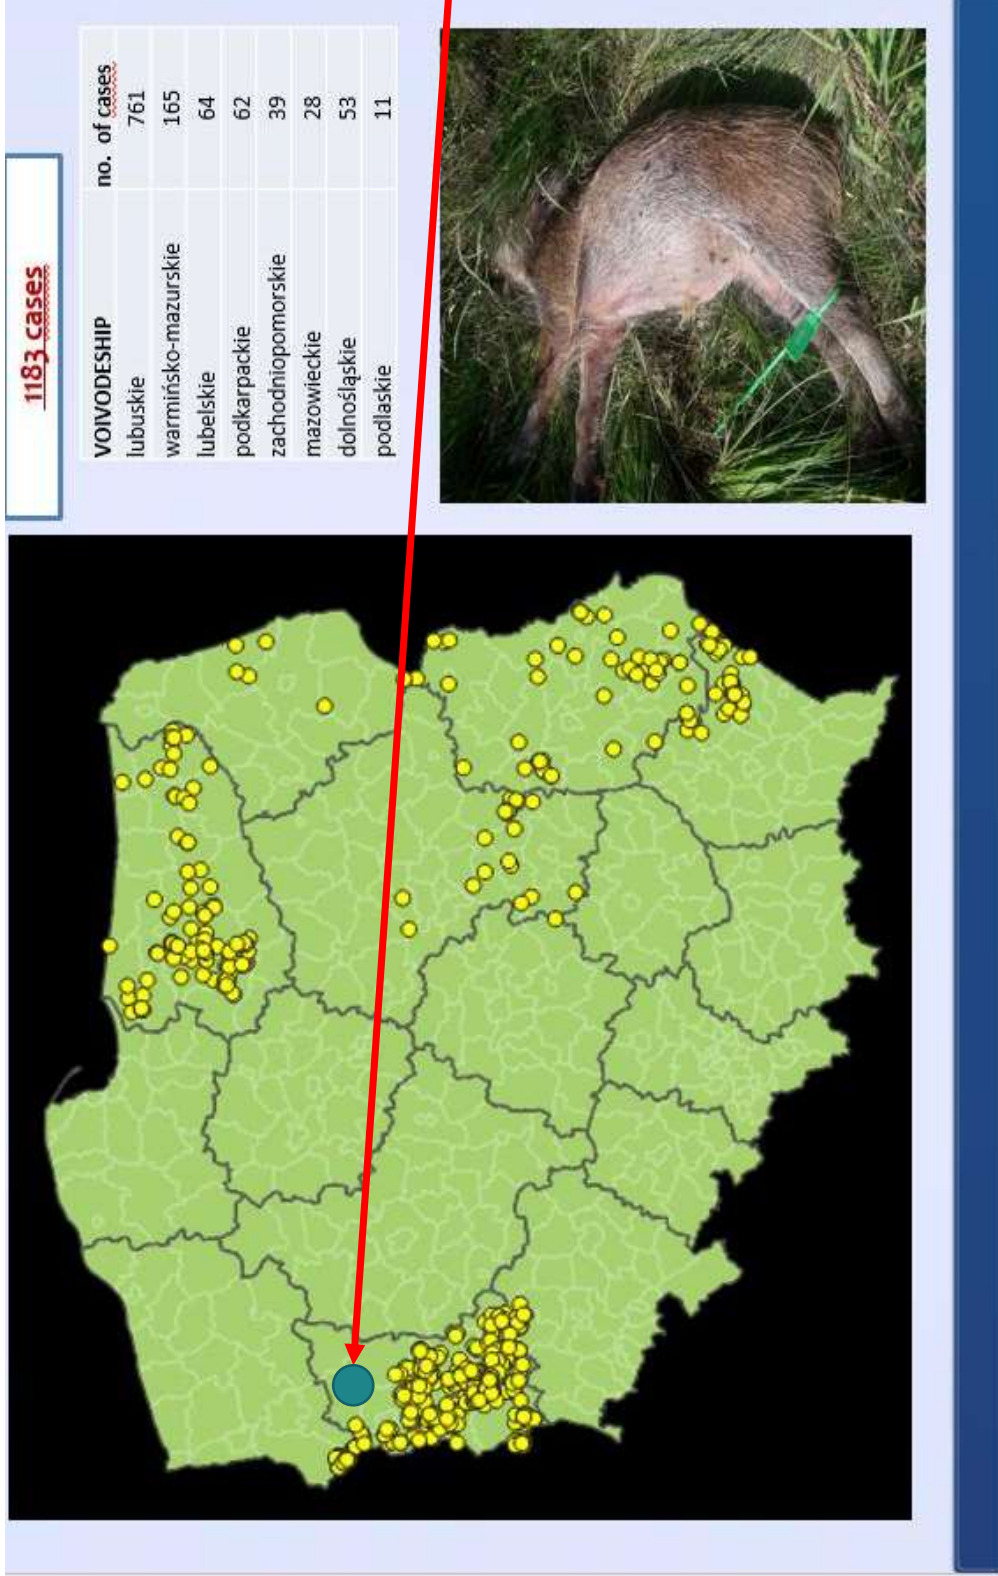 1183 cases
VOIVODESHIP no. of cases
lubuskie 761
warmińsko-mazurskie 165
lubelskie 64
podkarpackie 62
zachodniopomorskie 39
mazowieckie 28
dolnośląskie 53
podlaskie 11